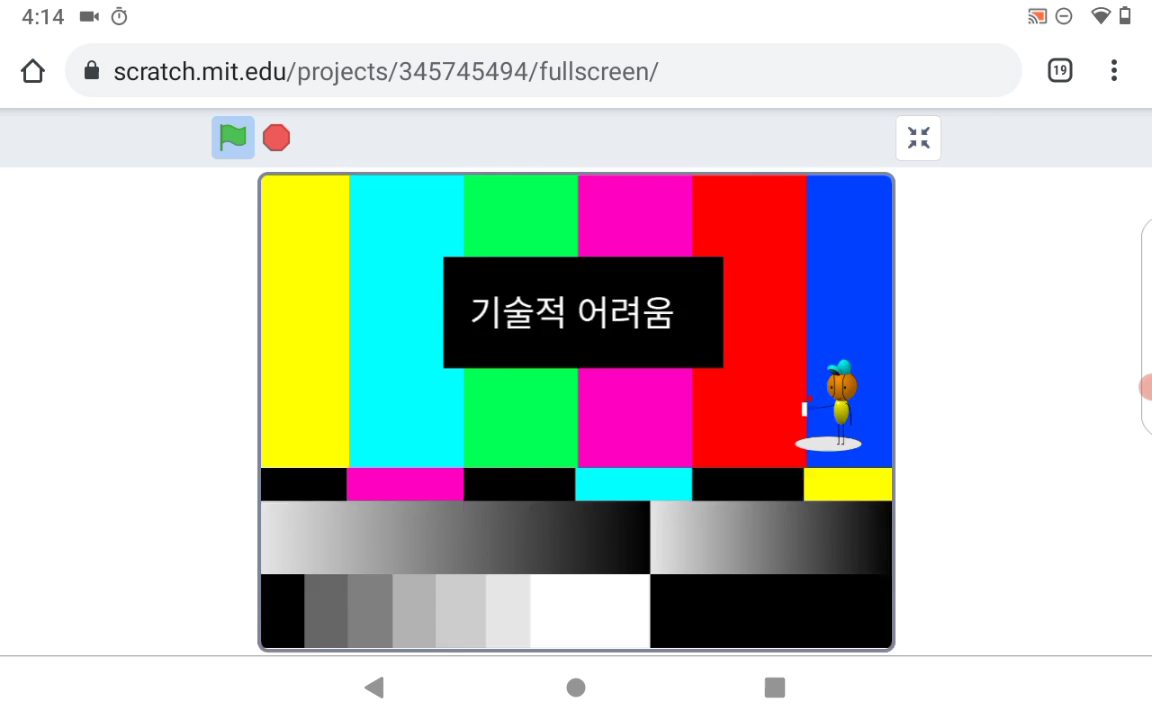 4:14
scratch.mit.edu/projects/345745494/fullscreen/
19
기술적 어려움